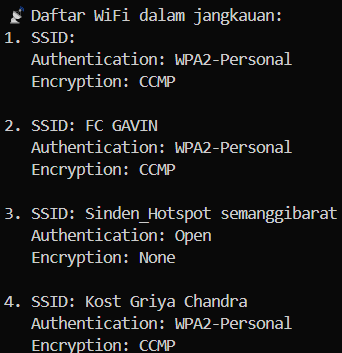 📡 Daftar WiFi dalam jangkauan:
1. SSID:
Authentication: WPA2-Personal
Encryption: CCMP
2. SSID: FC GAVIN
Authentication: WPA2-Personal
Encryption: CCMP
3. SSID: Sinden_Hotspot semanggibarat
Authentication: Open
Encryption: None
4. SSID: Kost Griya Chandra
Authentication: WPA2-Personal
Encryption: CCMP